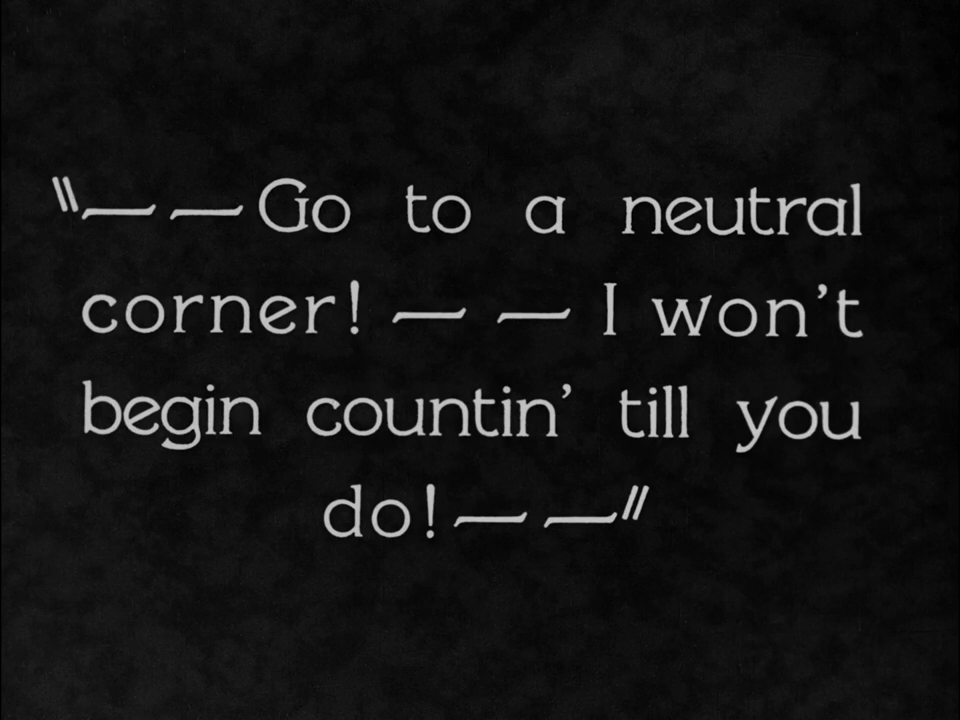 "— —Go to a neutral
corner! — — I won't
begin countin' till you
do!— —"